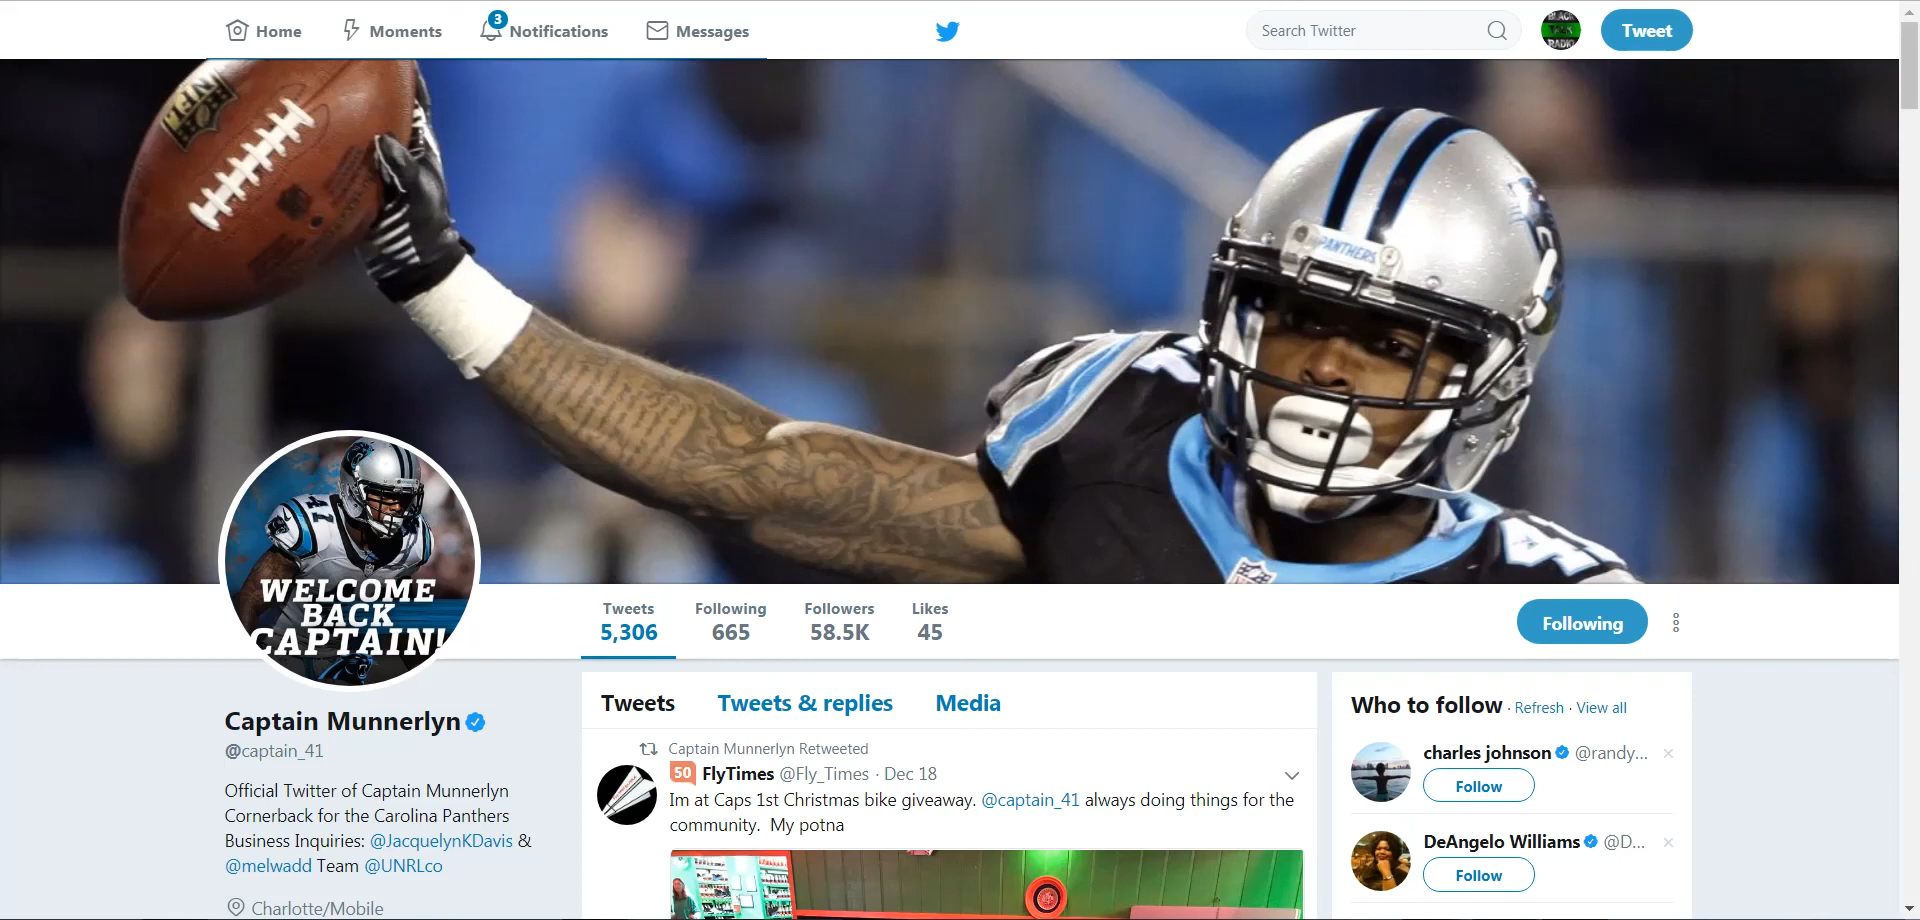 Home
Moments
3
Notifications
Messages
Search Twitter
BLACK
TALK
RADIO
Tweet
NFL
PANTHERS
WELCOME
BACK
CAPTAIN!
Tweets
5,306
Following
665
Followers
58.5K
Likes
45
Following
Captain Munnerlyn
@captain_41
Official Twitter of Captain Munnerlyn
Cornerback for the Carolina Panthers
Business Inquiries: @JacquelynKDavis &
@melwadd Team @UNRLco
Charlotte/Mobile
Tweets
Tweets & replies
Media
Captain Munnerlyn Retweeted
50 FlyTimes @Fly_Times · Dec 18
Im at Caps 1st Christmas bike giveaway. @captain_41 always doing things for the
community.  My potna
Who to follow · Refresh · View all
charles johnson @randy...
Follow
DeAngelo Williams @D...
Follow